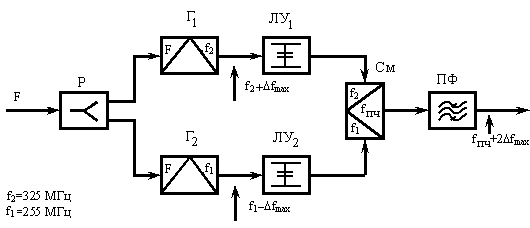 Г1
ЛУ1
F
f2
См
ПФ
P
f2+Δfmax
F
f2
fПЧ
f1
Г2
ЛУ2
fПЧ+2Δfmax
F
f1
f2=325 МГц
f1=255 МГц
f1–Δfmax